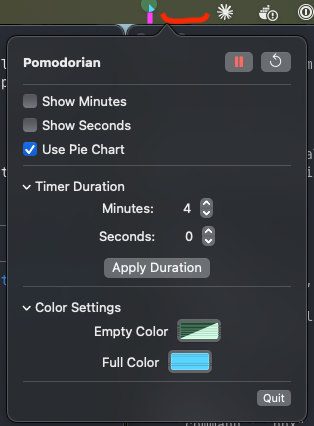 Pomodorian
Show Minutes
Show Seconds
Use Pie Chart
Timer Duration
Minutes: 4
Seconds: 0
Apply Duration
Color Settings
Empty Color
Full Color
Quit